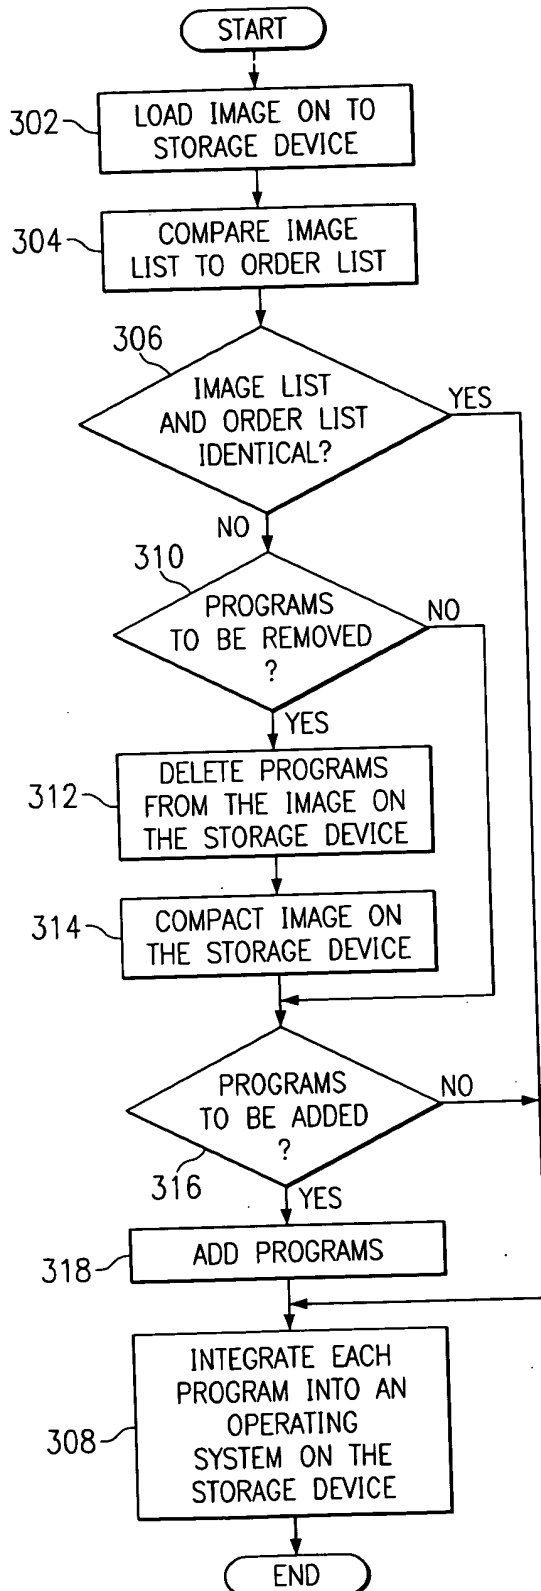 START
302
LOAD IMAGE ON TO
STORAGE DEVICE
304
COMPARE IMAGE
LIST TO ORDER LIST
306
IMAGE LIST
AND ORDER LIST
IDENTICAL?
YES
NO
310
PROGRAMS
TO BE REMOVED
?
NO
YES
312
DELETE PROGRAMS
FROM THE IMAGE ON
THE STORAGE DEVICE
314
COMPACT IMAGE ON
THE STORAGE DEVICE
PROGRAMS
TO BE ADDED
?
NO
316
YES
318
ADD PROGRAMS
308
INTEGRATE EACH
PROGRAM INTO AN
OPERATING
SYSTEM ON THE
STORAGE DEVICE
END